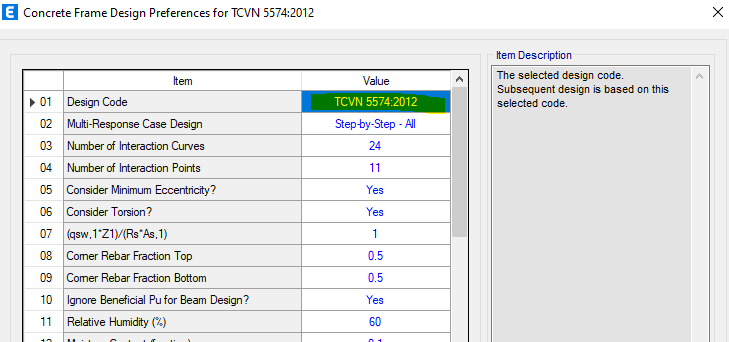 E Concrete Frame Design Preferences for TCVN 5574:2012
Item Value
01 Design Code TCVN 5574:2012
02 Multi-Response Case Design Step-by-Step - All
03 Number of Interaction Curves 24
04 Number of Interaction Points 11
05 Consider Minimum Eccentricity? Yes
06 Consider Torsion? Yes
07 (qsw,1*Z1)/(Rs*As,1) 1
08 Corner Rebar Fraction Top 0.5
09 Corner Rebar Fraction Bottom 0.5
10 Ignore Beneficial Pu for Beam Design? Yes
11 Relative Humidity (%) 60
Item Description
The selected design code.
Subsequent design is based on this
selected code.